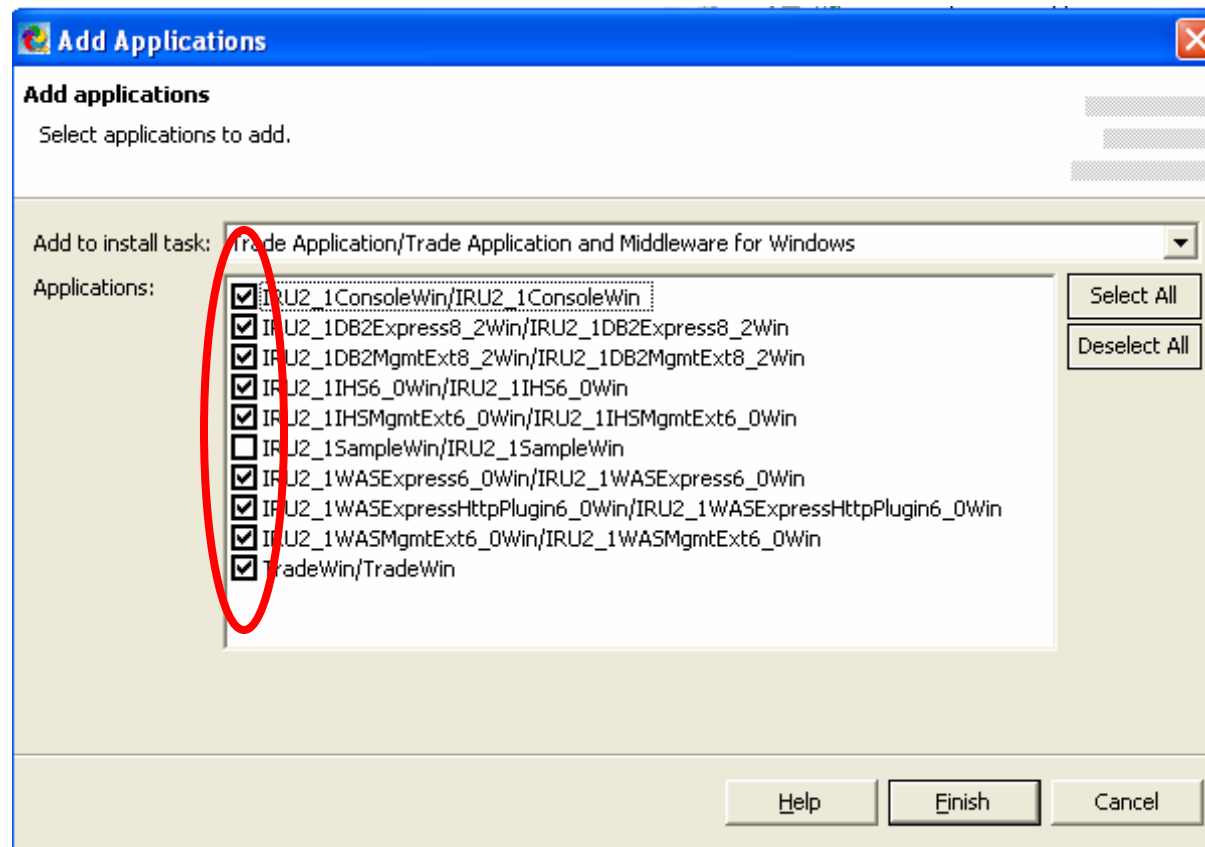 Add Applications
Add applications
Select applications to add.
Add to install task: Trade Application/Trade Application and Middleware for Windows
Applications:
IRU2_1ConsoleWin/IRU2_1ConsoleWin
IRU2_1DB2Express8_2Win/IRU2_1DB2Express8_2Win
IRU2_1DB2MgmtExt8_2Win/IRU2_1DB2MgmtExt8_2Win
IRU2_1IHS6_0Win/IRU2_1IHS6_0Win
IRU2_1IHSMgmtExt6_0Win/IRU2_1IHSMgmtExt6_0Win
IRU2_1SampleWin/IRU2_1SampleWin
IRU2_1WASExpress6_0Win/IRU2_1WASExpress6_0Win
IRU2_1WASExpressHttpPlugin6_0Win/IRU2_1WASExpressHttpPlugin6_0Win
IRU2_1WASMgmtExt6_0Win/IRU2_1WASMgmtExt6_0Win
TradeWin/TradeWin
Select All
Deselect All
Help
Finish
Cancel